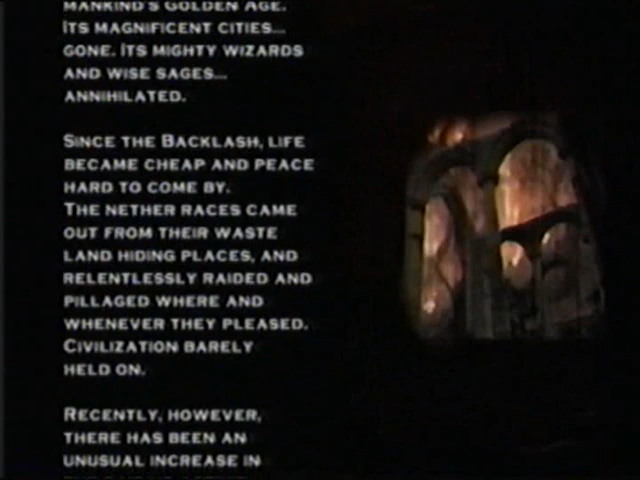 MANKIND'S GOLDEN AGE.
ITS MAGNIFICENT CITIES...
GONE. ITS MIGHTY WIZARDS
AND WISE SAGES...
ANNIHILATED.
SINCE THE BACKLASH, LIFE
BECAME CHEAP AND PEACE
HARD TO COME BY.
THE NETHER RACES CAME
OUT FROM THEIR WASTE
LAND HIDING PLACES, AND
RELENTLESSLY RAIDED AND
PILLAGED WHERE AND
WHENEVER THEY PLEASED.
CIVILIZATION BARELY
HELD ON.
RECENTLY, HOWEVER,
THERE HAS BEEN AN
UNUSUAL INCREASE IN